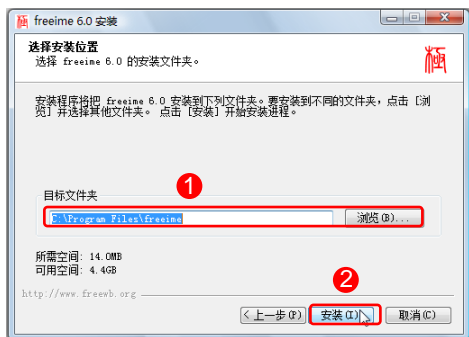 freeime 6.0 安装
选择安装位置
选择 freeime 6.0 的安装文件夹。
極
安装程序将把 freeime 6.0 安装到下列文件夹。要安装到不同的文件夹，点击 [浏
览] 并选择其他文件夹。 点击 [安装] 开始安装进程。
1
目标文件夹
C:\Program Files\freeime
浏览(B)...
所需空间: 14.0MB
可用空间: 4.4GB
2
http://www.freewb.org
< 上一步(P)
安装(I)
取消(C)